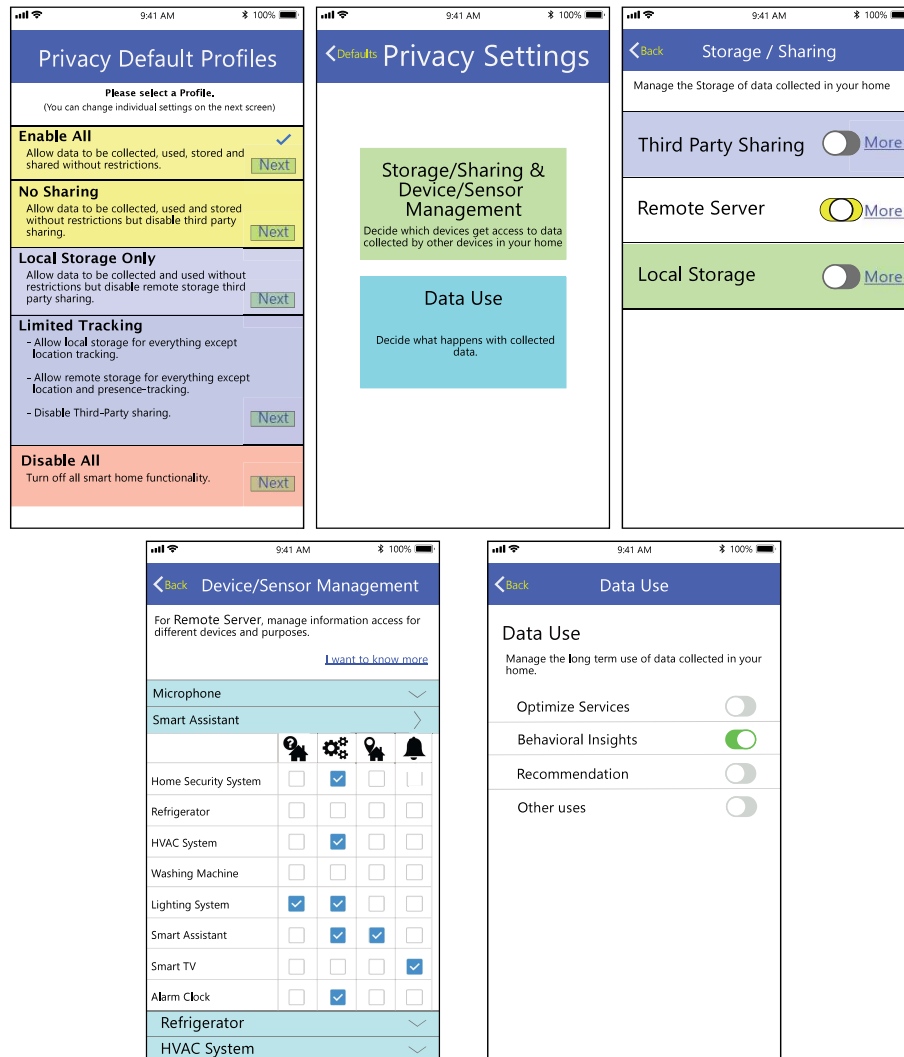 9:41 AM 100%
Privacy Default Profiles
Please select a Profile.
(You can change individual settings on the next screen)
Enable All
Allow data to be collected, used, stored and
shared without restrictions.
Next
No Sharing
Allow data to be collected, used and stored
without restrictions but disable third party
sharing.
Next
Local Storage Only
Allow data to be collected and used without
restrictions but disable remote storage third
party sharing.
Next
Limited Tracking
- Allow local storage for everything except
location tracking.
- Allow remote storage for everything except
location and presence-tracking.
- Disable Third-Party sharing.
Next
Disable All
Turn off all smart home functionality.
Next
9:41 AM 100%
Defaults Privacy Settings
Storage/Sharing &
Device/Sensor
Management
Decide which devices get access to data
collected by other devices in your home
Data Use
Decide what happens with collected
data.
9:41 AM 100%
Back Storage / Sharing
Manage the Storage of data collected in your home
Third Party Sharing More
Remote Server More
Local Storage More
9:41 AM 100%
Back Device/Sensor Management
For Remote Server, manage information access for
different devices and purposes.
I want to know more
Microphone
Smart Assistant
Home Security System
Refrigerator
HVAC System
Washing Machine
Lighting System
Smart Assistant
Smart TV
Alarm Clock
Refrigerator
HVAC System
9:41 AM 100%
Back Data Use
Data Use
Manage the long term use of data collected in your
home.
Optimize Services
Behavioral Insights
Recommendation
Other uses